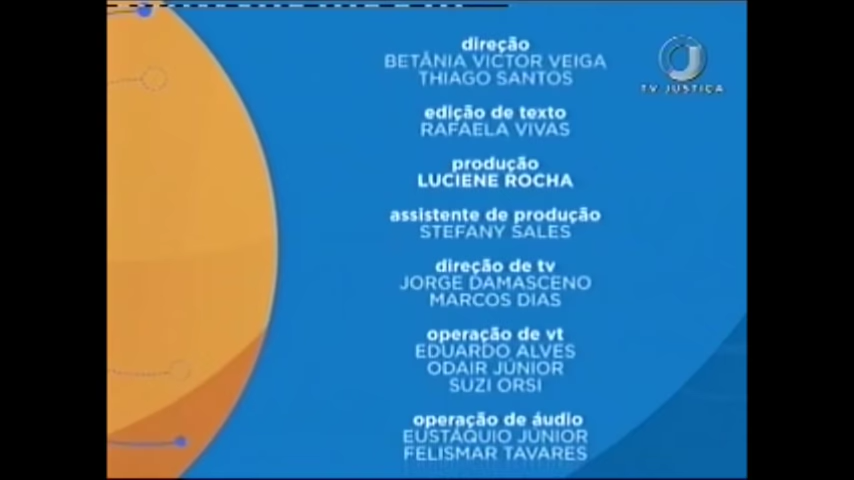 direção
BETÂNIA VICTOR VEIGA
THIAGO SANTOS
TV JUSTIÇA
edição de texto
RAFAELA VIVAS
produção
LUCIENE ROCHA
assistente de produção
STEFANY SALES
direção de tv
JORGE DAMASCENO
MARCOS DIAS
operação de vt
EDUARDO ALVES
ODAIR JÚNIOR
SUZI ORSI
operação de áudio
EUSTÁQUIO JÚNIOR
FELISMAR TAVARES